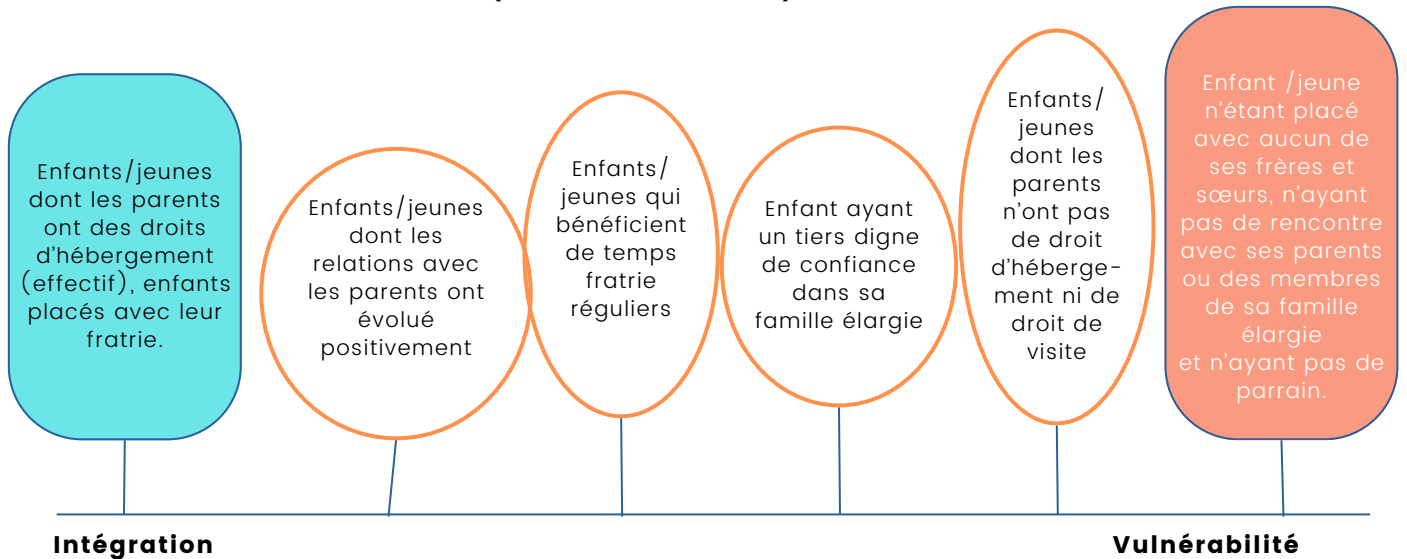 Enfants/jeunes
dont les parents
ont des droits
d'hébergement
(effectif), enfants
placés avec leur
fratrie.
Enfants/jeunes
dont les
relations avec
les parents ont
évolué
positivement
Enfants/
jeunes qui
bénéficient
de temps
fratrie
réguliers
Enfant ayant
un tiers digne
de confiance
dans sa
famille élargie
Enfants/
jeunes
dont les
parents
n'ont pas
de droit
d'héberge-
ment ni de
droit de
visite
Enfant /jeune
n'étant placé
avec aucun de
ses frères et
sœurs, n'ayant
pas de rencontre
avec ses parents
ou des membres
de sa famille
élargie
et n'ayant pas de
parrain.
Intégration
Vulnérabilité